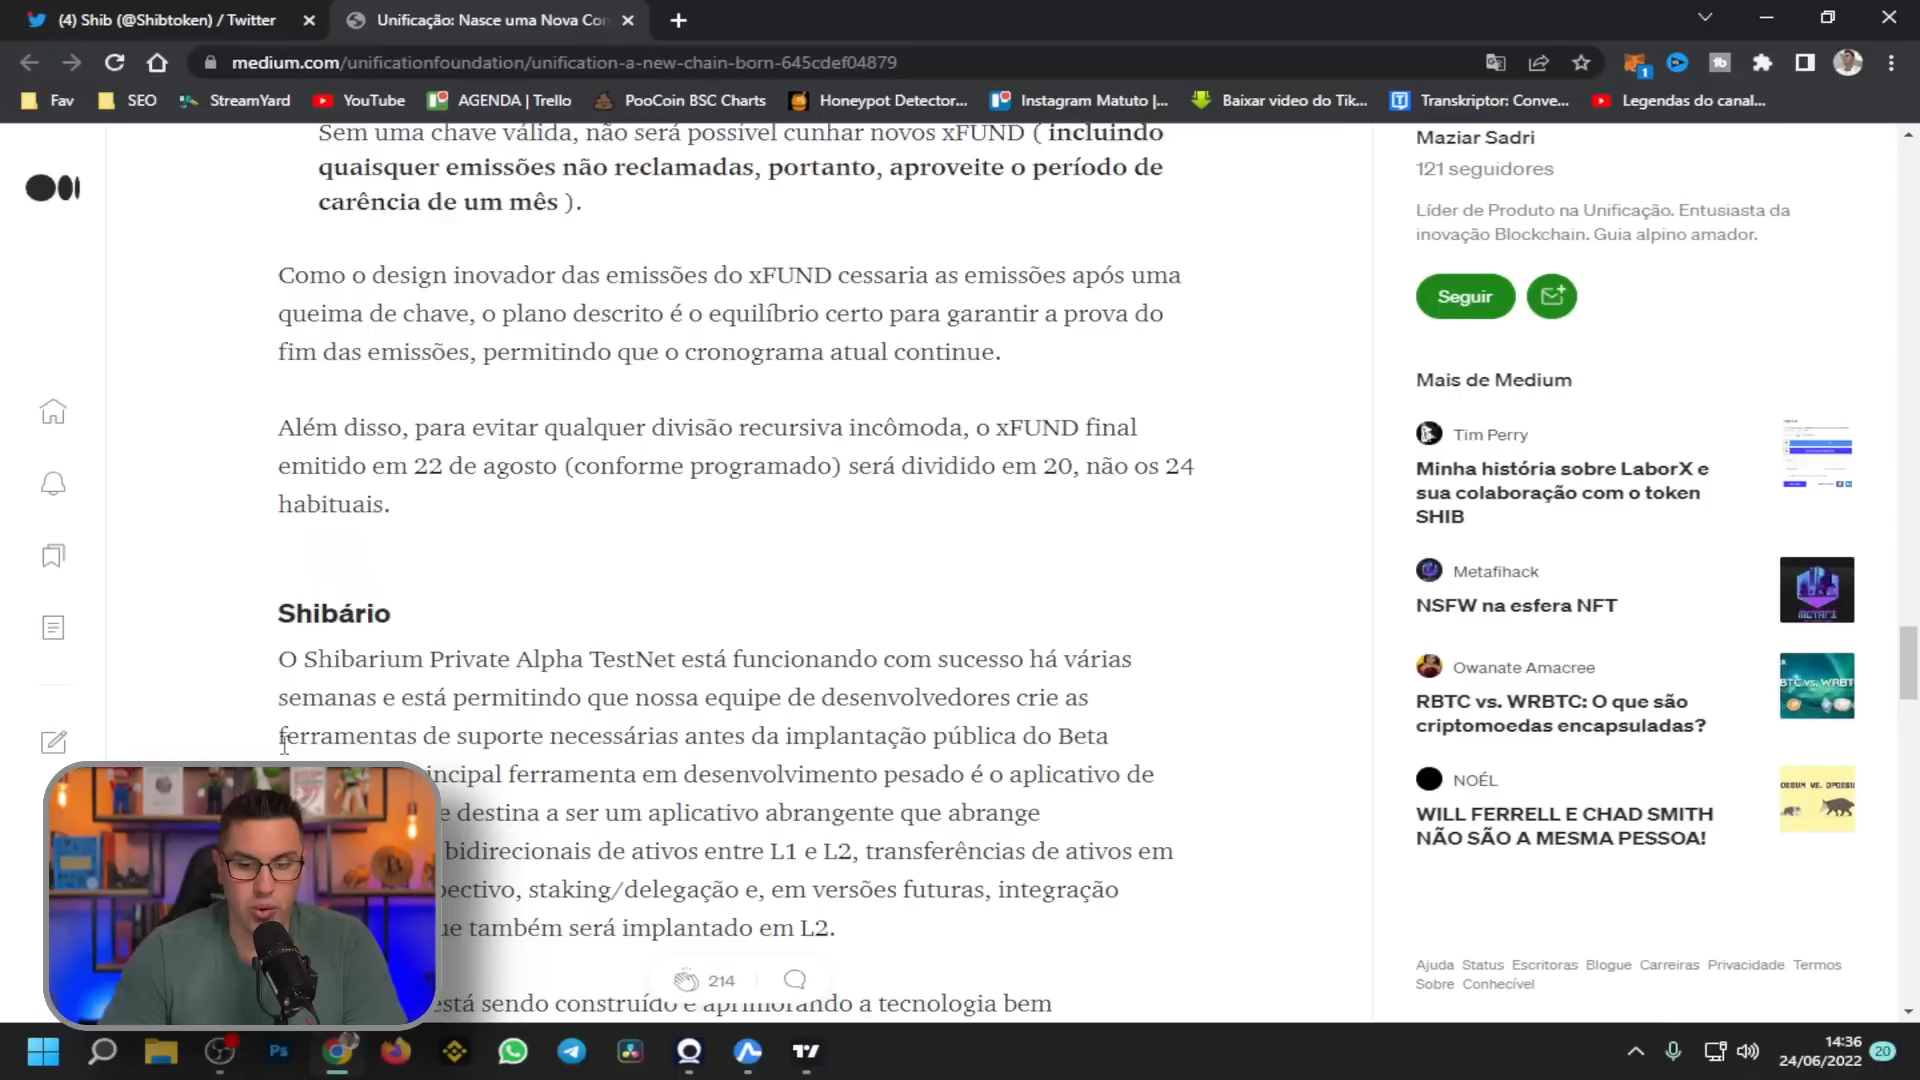 (4) Shib (@Shibtoken) / Twitter
Unificação: Nasce uma Nova Con
medium.com/unificationfoundation/unification-a-new-chain-born-645cdef04879
1
Fav
SEO
StreamYard
YouTube
AGENDA | Trello
PooCoin BSC Charts
Honeypot Detector...
Instagram Matuto |...
Baixar video do Tik...
Transkriptor: Conve...
Legendas do canal...
Sem uma chave válida, não será possível cunhar novos xFUND ( incluindo
quaisquer emissões não reclamadas, portanto, aproveite o período de
carência de um mês ).
Como o design inovador das emissões do xFUND cessaria as emissões após uma
queima de chave, o plano descrito é o equilíbrio certo para garantir a prova do
fim das emissões, permitindo que o cronograma atual continue.
Além disso, para evitar qualquer divisão recursiva incômoda, o xFUND final
emitido em 22 de agosto (conforme programado) será dividido em 20, não os 24
habituais.
Shibário
O Shibarium Private Alpha TestNet está funcionando com sucesso há várias
semanas e está permitindo que nossa equipe de desenvolvedores crie as
ferramentas de suporte necessárias antes da implantação pública do Beta
incipal ferramenta em desenvolvimento pesado é o aplicativo de
e destina a ser um aplicativo abrangente que abrange
bidirecionais de ativos entre L1 e L2, transferências de ativos em
pectivo, staking/delegação e, em versões futuras, integração
ue também será implantado em L2.
214
está sendo construído e aprimorando a tecnologia bem
Maziar Sadri
121 seguidores
Líder de Produto na Unificação. Entusiasta da
inovação Blockchain. Guia alpino amador.
Seguir
Mais de Medium
Tim Perry
Minha história sobre LaborX e
sua colaboração com o token
SHIB
Metafihack
NSFW na esfera NFT
Owanate Amacree
RBTC vs. WRBTC: O que são
criptomoedas encapsuladas?
NOÉL
WILL FERRELL E CHAD SMITH
NÃO SÃO A MESMA PESSOA!
Ajuda Status Escritoras Blogue Carreiras Privacidade Termos
Sobre Conhecível
Ps
14:36
24/06/2022
20